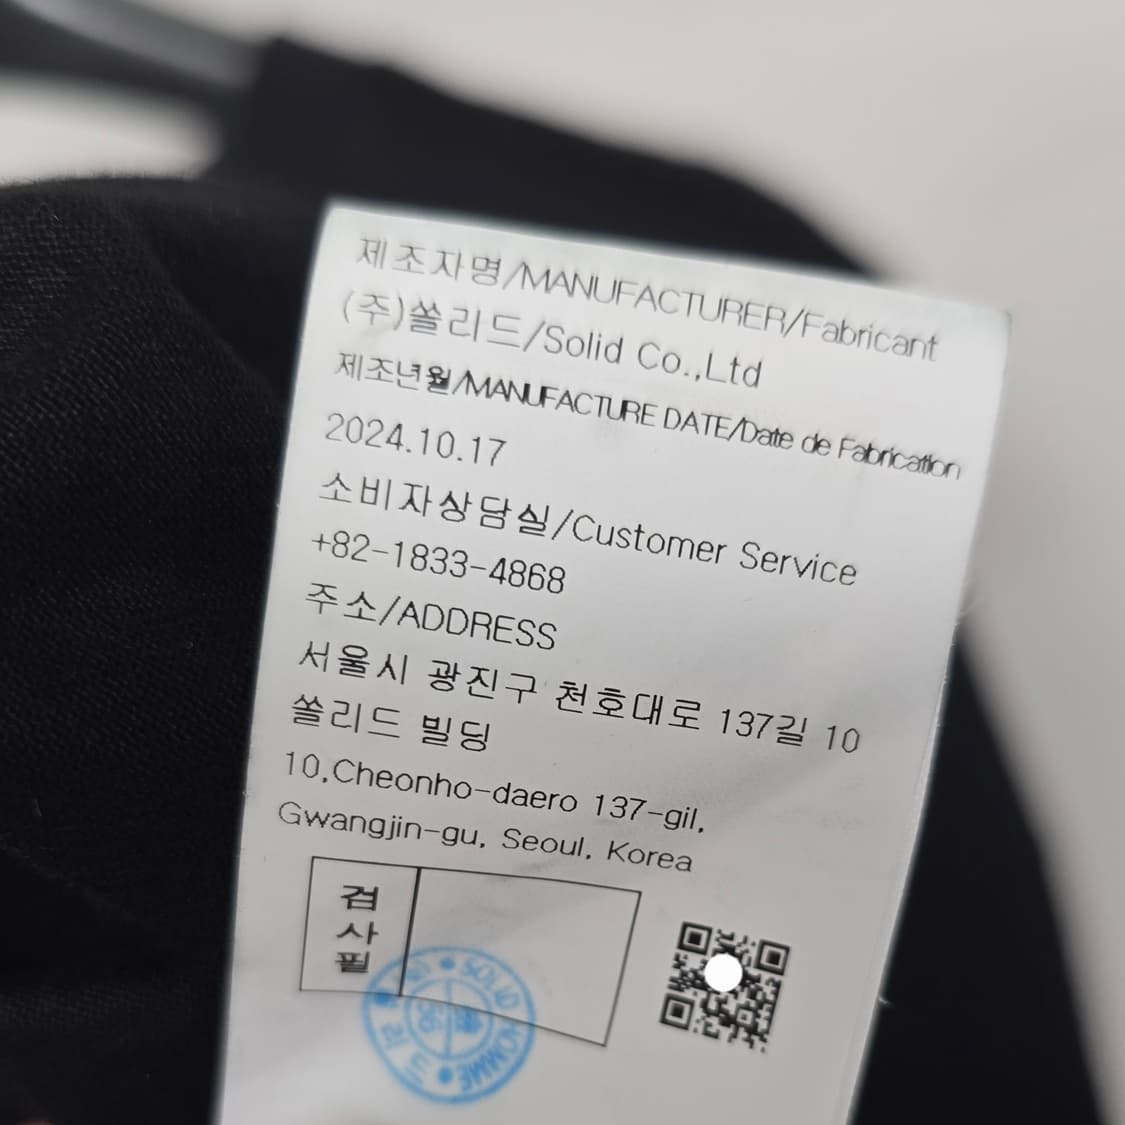 제조자명/MANUFACTURER/Fabricant
(주)쏠리드/Solid Co.,Ltd
제조년월/MANUFACTURE DATE/Date de Fabrication
2024.10.17
소비자상담실/Customer Service
+82-1833-4868
주소/ADDRESS
서울시 광진구 천호대로 137길 10
쏠리드 빌딩
10,Cheonho-daero 137-gil,
Gwangjin-gu, Seoul, Korea
검사필
SOLID HOMME